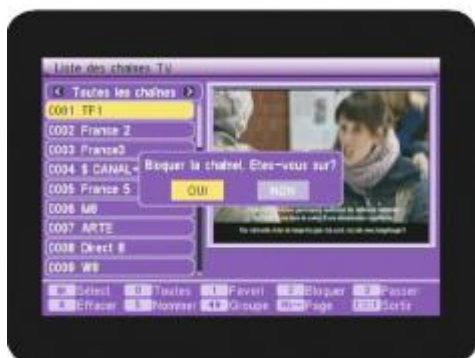 Liste des chaînes TV
Toutes les chaînes
0001 TF1
0002 France 2
0003 France3
0004 $ CANAL+
0005 France 5
0006 M6
0007 ARTE
0008 Direct 8
0009 W9
Bloquer la chaîne!. Etes-vous sur?
OUI NON
Sélect Toutes Favori Bloquer Passer
Effacer Nommer Groupe Page Sortir